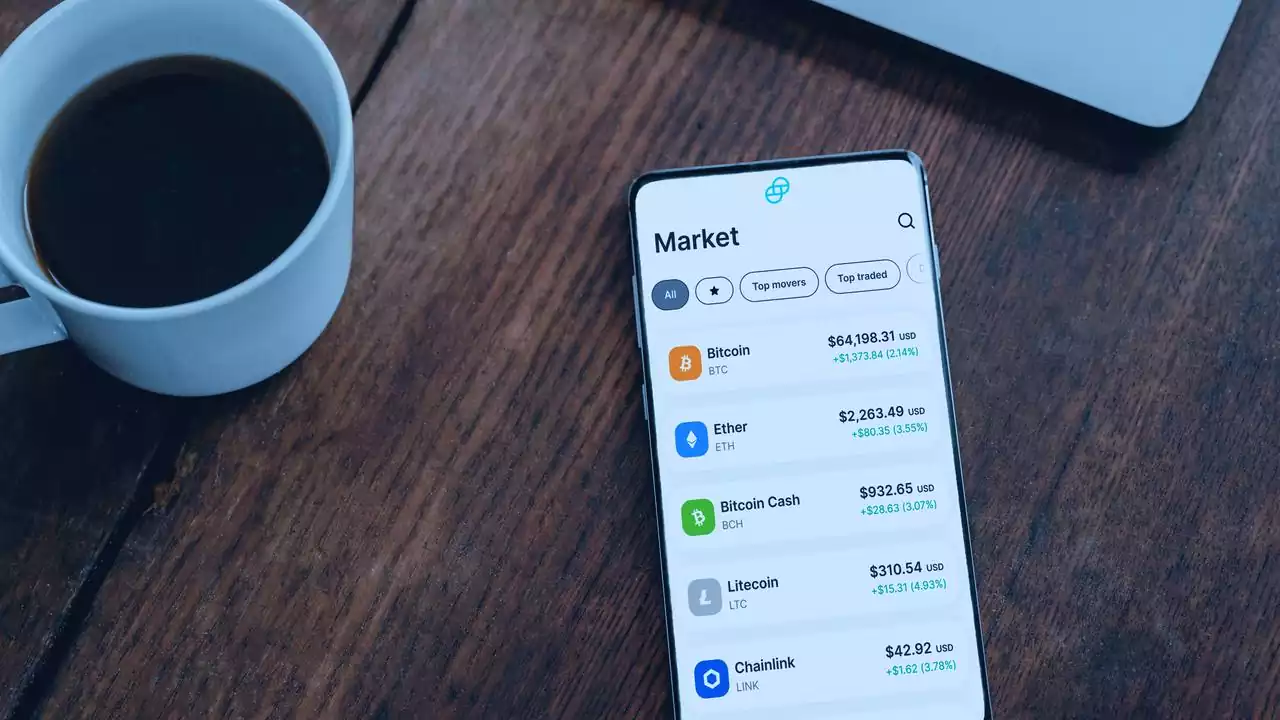 Market
All Top movers Top traded
Bitcoin $64,198.31 USD
BTC +$1,373.84 (2.14%)
Ether $2,263.49 USD
ETH +$80.35 (3.55%)
Bitcoin Cash $932.65 USD
BCH +$28.63 (3.07%)
Litecoin $310.54 USD
LTC +$15.31 (4.93%)
Chainlink $42.92 USD
LINK +$1.62 (3.78%)